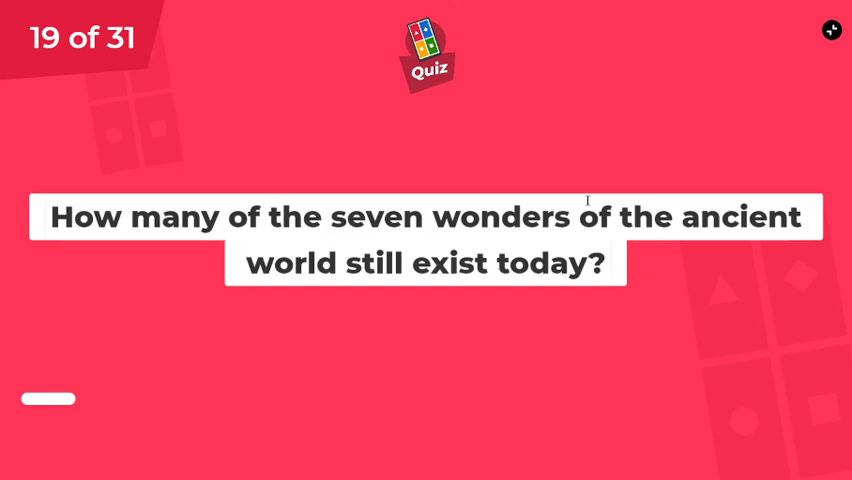 19 of 31
Quiz
How many of the seven wonders of the ancient
world still exist today?